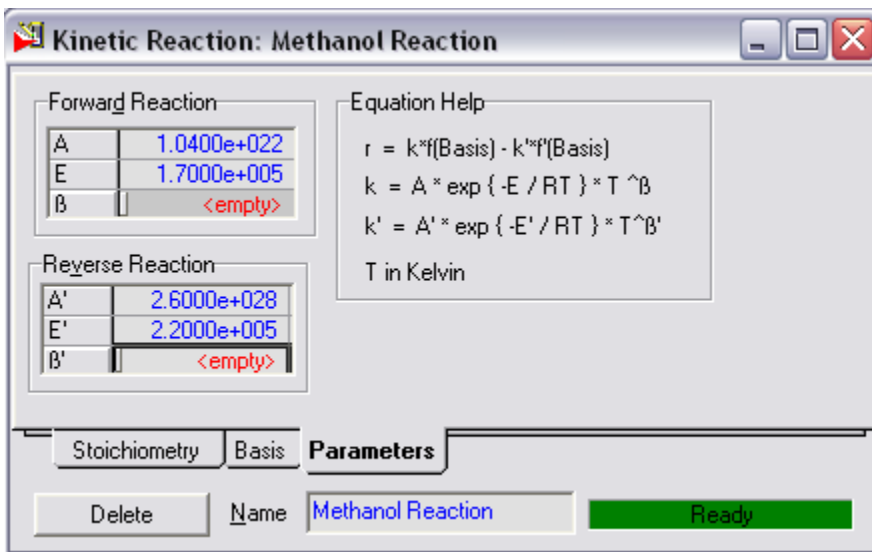 Kinetic Reaction: Methanol Reaction
Forward Reaction
A 1.0400e+022
E 1.7000e+005
ß <empty>
Equation Help
r = k*f(Basis) - k'*f'(Basis)
k = A * exp { -E / RT } * T ^ß
k' = A' * exp { -E' / RT } * T^ß'
T in Kelvin
Reverse Reaction
A' 2.6000e+028
E' 2.2000e+005
ß' <empty>
Stoichiometry Basis Parameters
Delete Name Methanol Reaction Ready